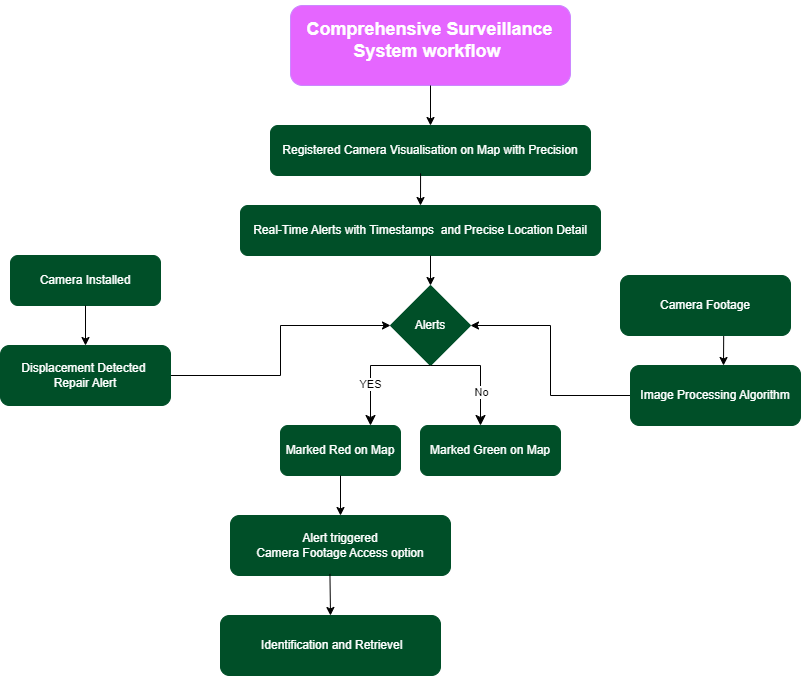 Comprehensive Surveillance
System workflow
Registered Camera Visualisation on Map with Precision
Real-Time Alerts with Timestamps and Precise Location Detail
Camera Installed
Camera Footage
Alerts
Displacement Detected
Repair Alert
YES
No
Image Processing Algorithm
Marked Red on Map
Marked Green on Map
Alert triggered
Camera Footage Access option
Identification and Retrievel